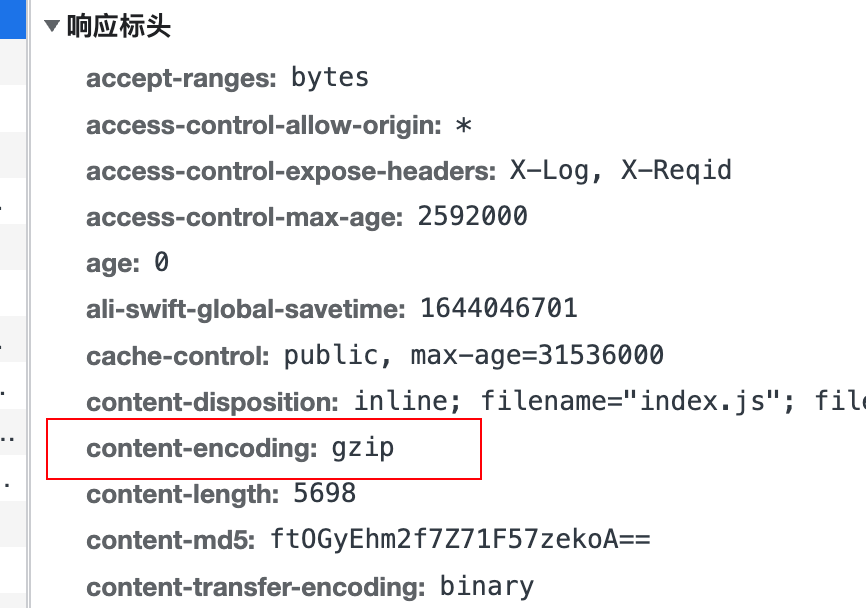 响应标头
accept-ranges: bytes
access-control-allow-origin: *
access-control-expose-headers: X-Log, X-Reqid
access-control-max-age: 2592000
age: 0
ali-swift-global-savetime: 1644046701
cache-control: public, max-age=31536000
content-disposition: inline; filename="index.js"; file
content-encoding: gzip
content-length: 5698
content-md5: ftOGyEhm2f7Z71F57zekoA==
content-transfer-encoding: binary